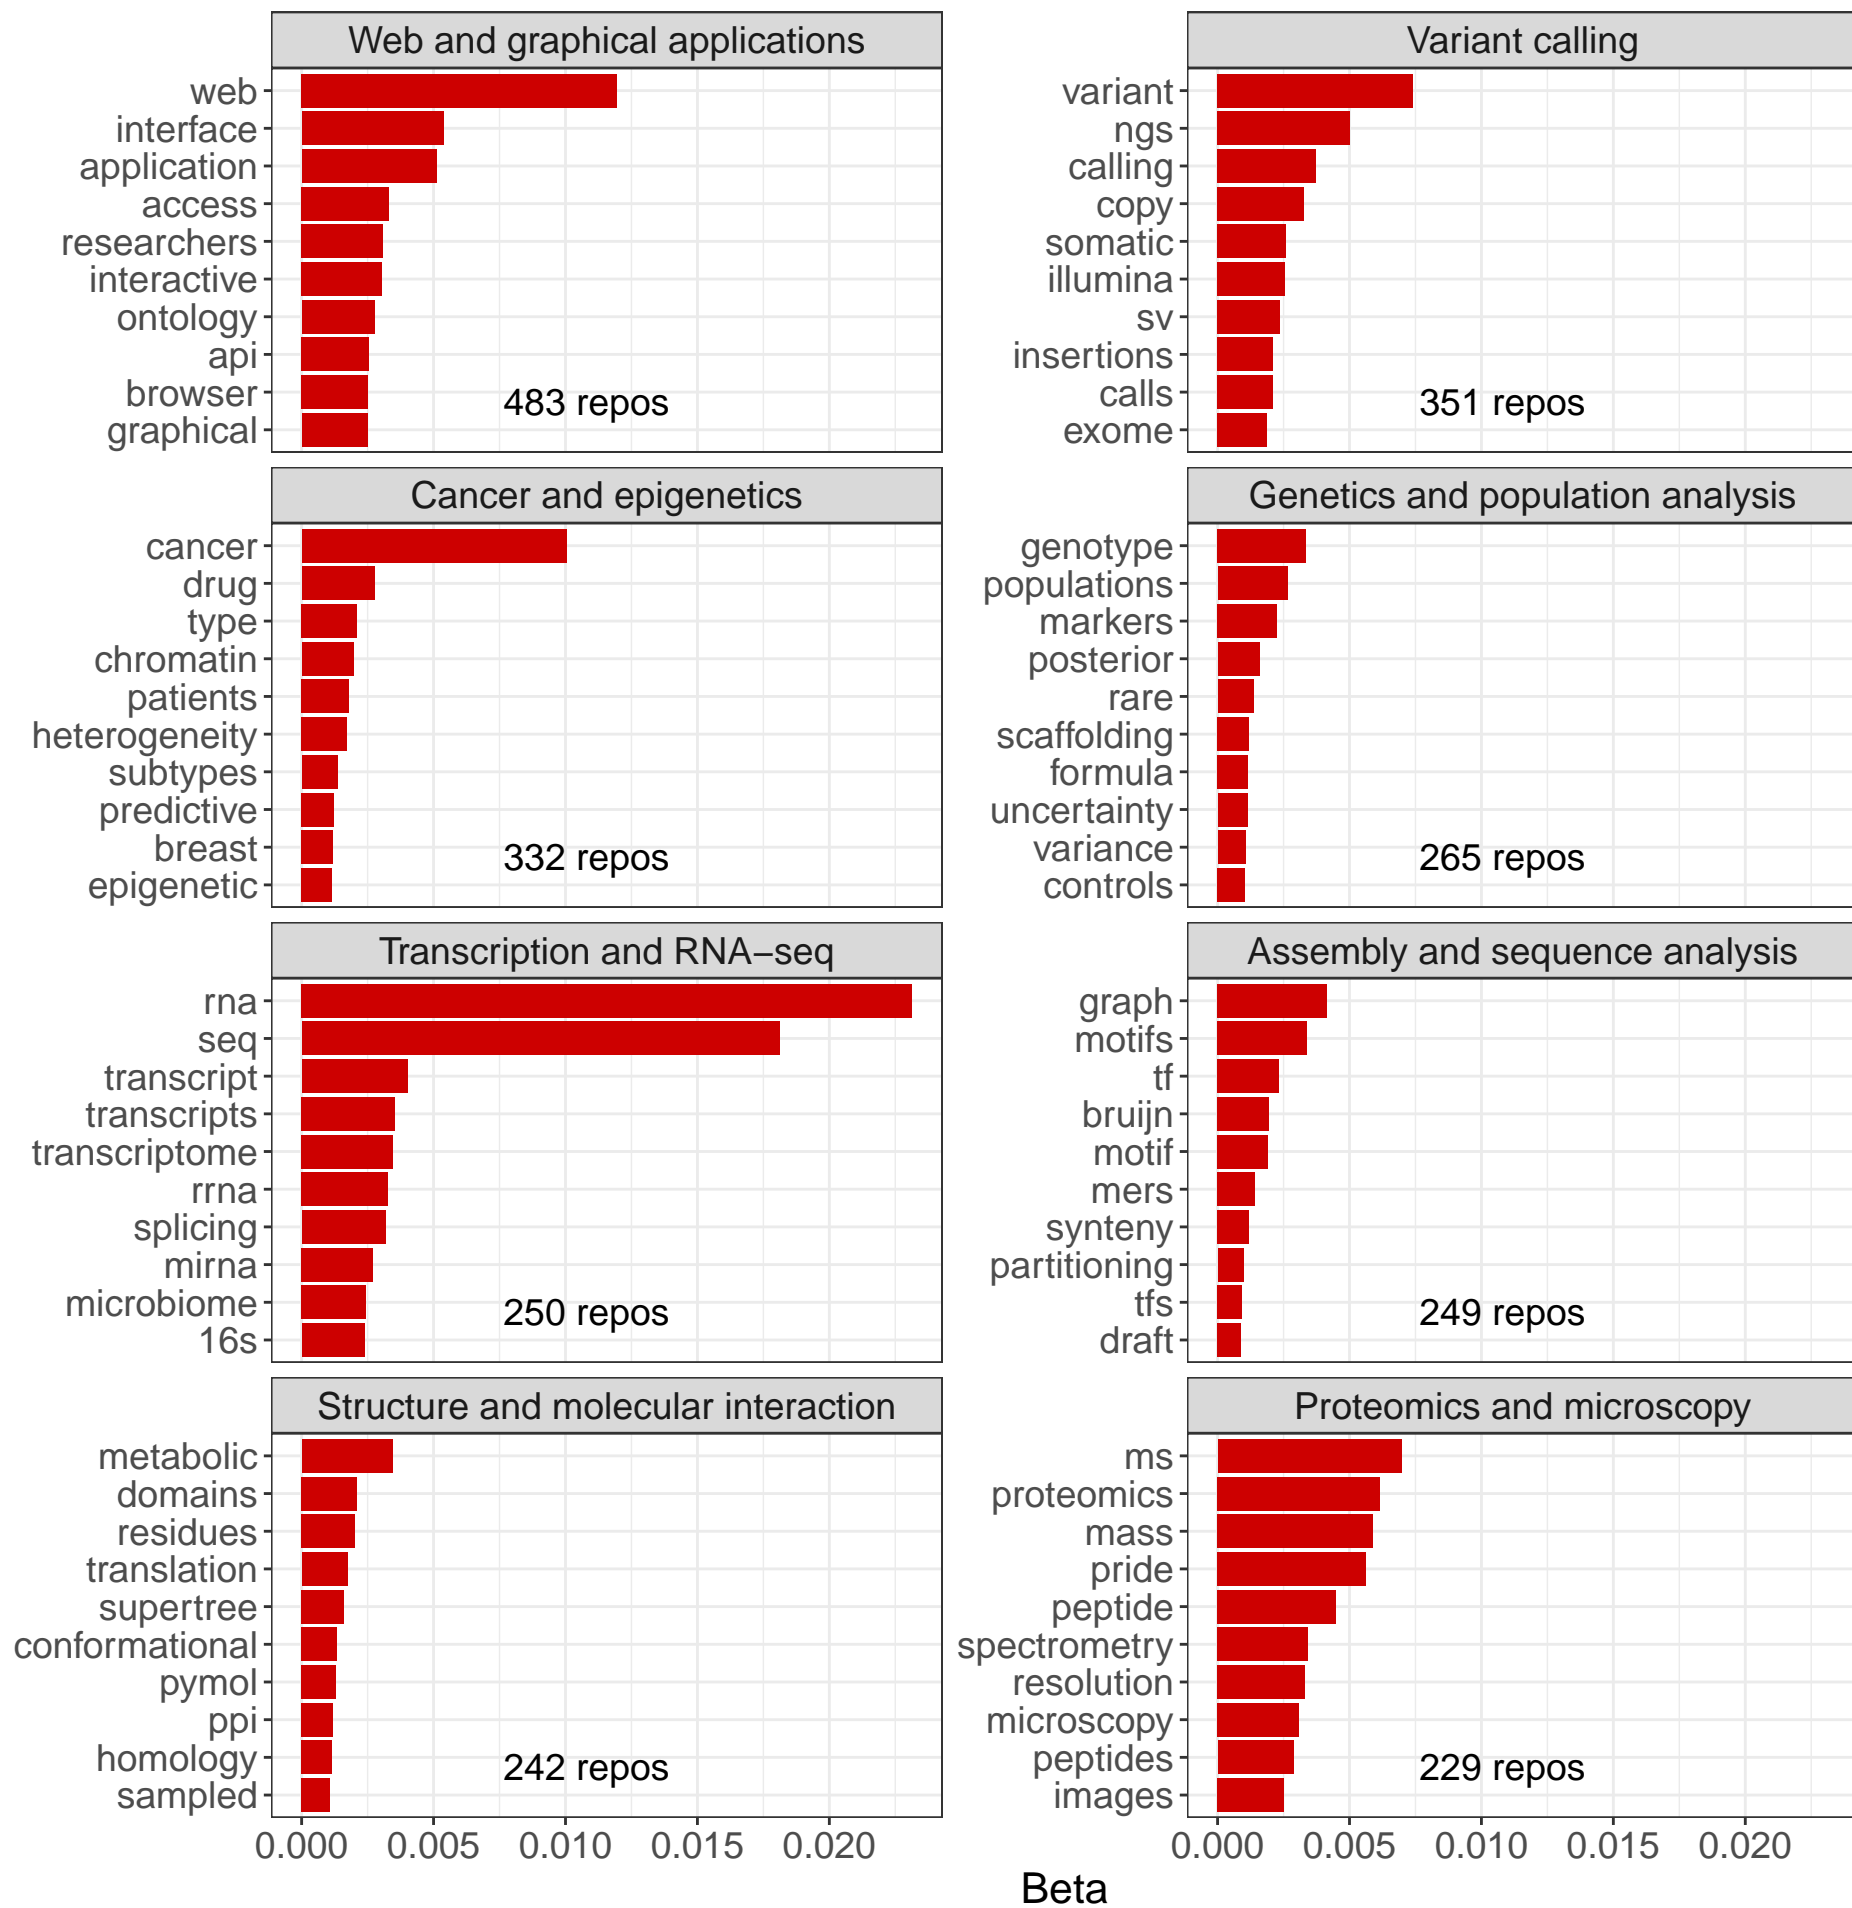 Web and graphical applications
web
interface
application
access
researchers
interactive
ontology
api
browser
graphical
483 repos
Variant calling
variant
ngs
calling
copy
somatic
illumina
sv
insertions
calls
exome
351 repos
Cancer and epigenetics
cancer
drug
type
chromatin
patients
heterogeneity
subtypes
predictive
breast
epigenetic
332 repos
Genetics and population analysis
genotype
populations
markers
posterior
rare
scaffolding
formula
uncertainty
variance
controls
265 repos
Transcription and RNA−seq
rna
seq
transcript
transcripts
transcriptome
rrna
splicing
mirna
microbiome
16s
250 repos
Assembly and sequence analysis
graph
motifs
tf
bruijn
motif
mers
synteny
partitioning
tfs
draft
249 repos
Structure and molecular interaction
metabolic
domains
residues
translation
supertree
conformational
pymol
ppi
homology
sampled
242 repos
Proteomics and microscopy
ms
proteomics
mass
pride
peptide
spectrometry
resolution
microscopy
peptides
images
229 repos
0.000 0.005 0.010 0.015 0.020
0.000 0.005 0.010 0.015 0.020
Beta